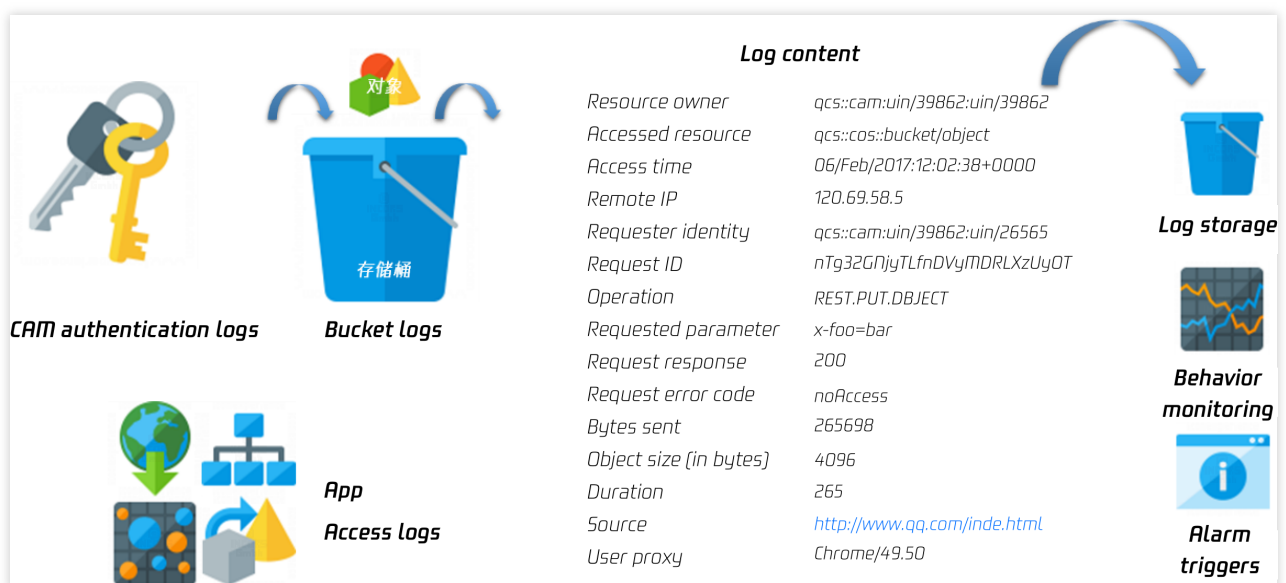 Log content
对象
存储桶
CAM authentication logs
Bucket logs
App
Access logs
Resource owner qcs::cam:uin/39862:uin/39862
Accessed resource qcs::cos::bucket/object
Access time 06/Feb/2017:12:02:38+0000
Remote IP 120.69.58.5
Requester identity qcs::cam:uin/39862:uin/26565
Request ID nTg32GNjyTLfnDVyMDRLXzUyOT
Operation REST.PUT.DBJECT
Requested parameter x-foo=bar
Request response 200
Request error code noAccess
Bytes sent 265698
Object size (in bytes) 4096
Duration 265
Source http://www.qq.com/inde.html
User proxy Chrome/49.50
Log storage
Behavior
monitoring
Alarm
triggers